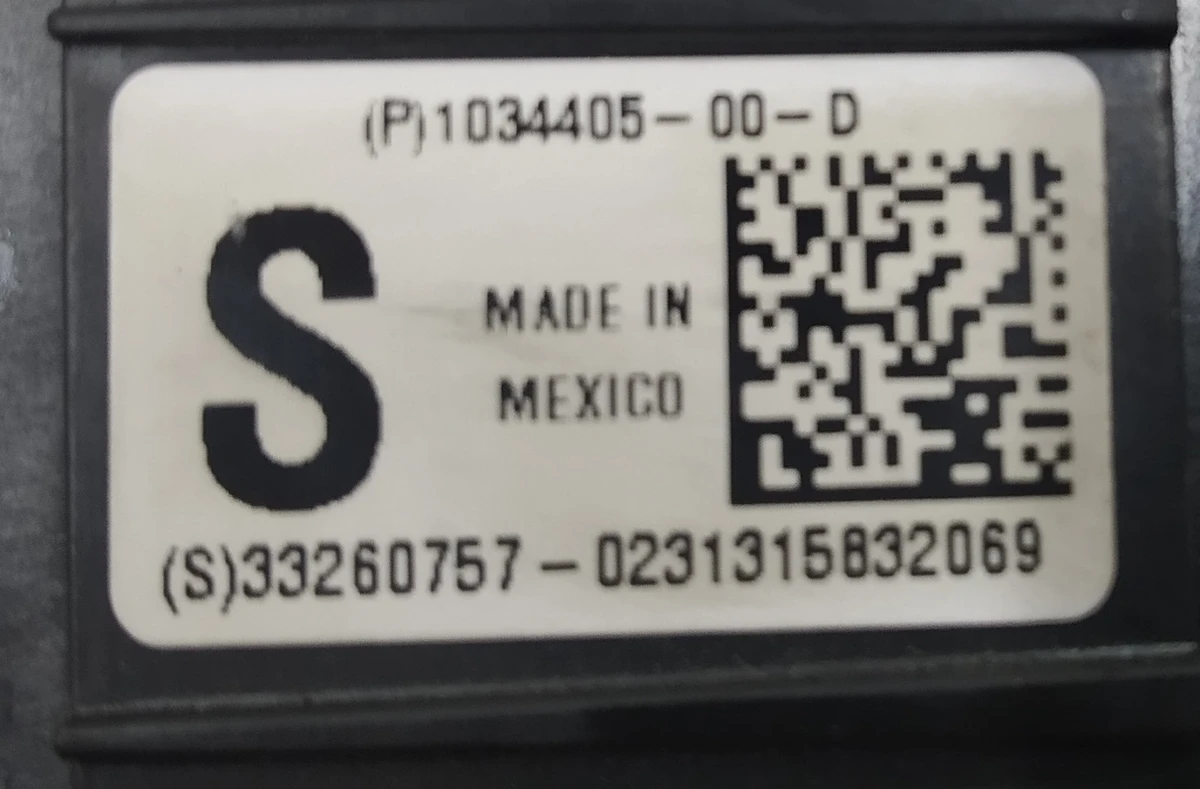 (P)1034405-00-D
S
MADE IN
MEXICO
(S)33260757-0231315832069